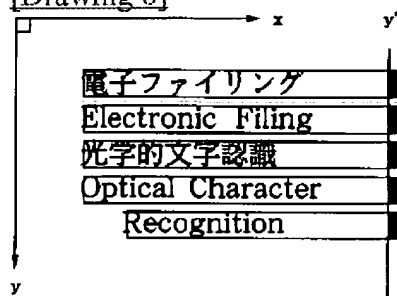 [Drawing 8]
x
y'
電子ファイリング
Electronic Filing
光学的文字認識
Optical Character
Recognition
y